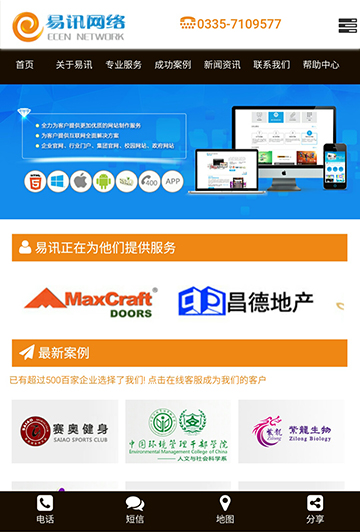 易讯网络
ECEN NETWORK
0335-7109577
首页 关于易讯 专业服务 成功案例 新闻资讯 联系我们 帮助中心
全力为客户提供更加优质的网站制作服务
为客户提供互联网全面解决方案
企业官网、行业门户、集团官网、校园网站、政府网站
HTML 5 400 APP
易讯正在为他们提供服务
MaxCraft®
DOORS
昌德地产
最新案例
已有超过500百家企业选择了我们! 点击在线客服成为我们的客户
赛奥健身
SAIAO SPORTS CLUB
中国环境管理干部学院
Environmental Management College of China
——人文与社会科学系
紫龍
紫龍生物
Zilong Biology
电话 短信 地图 分享